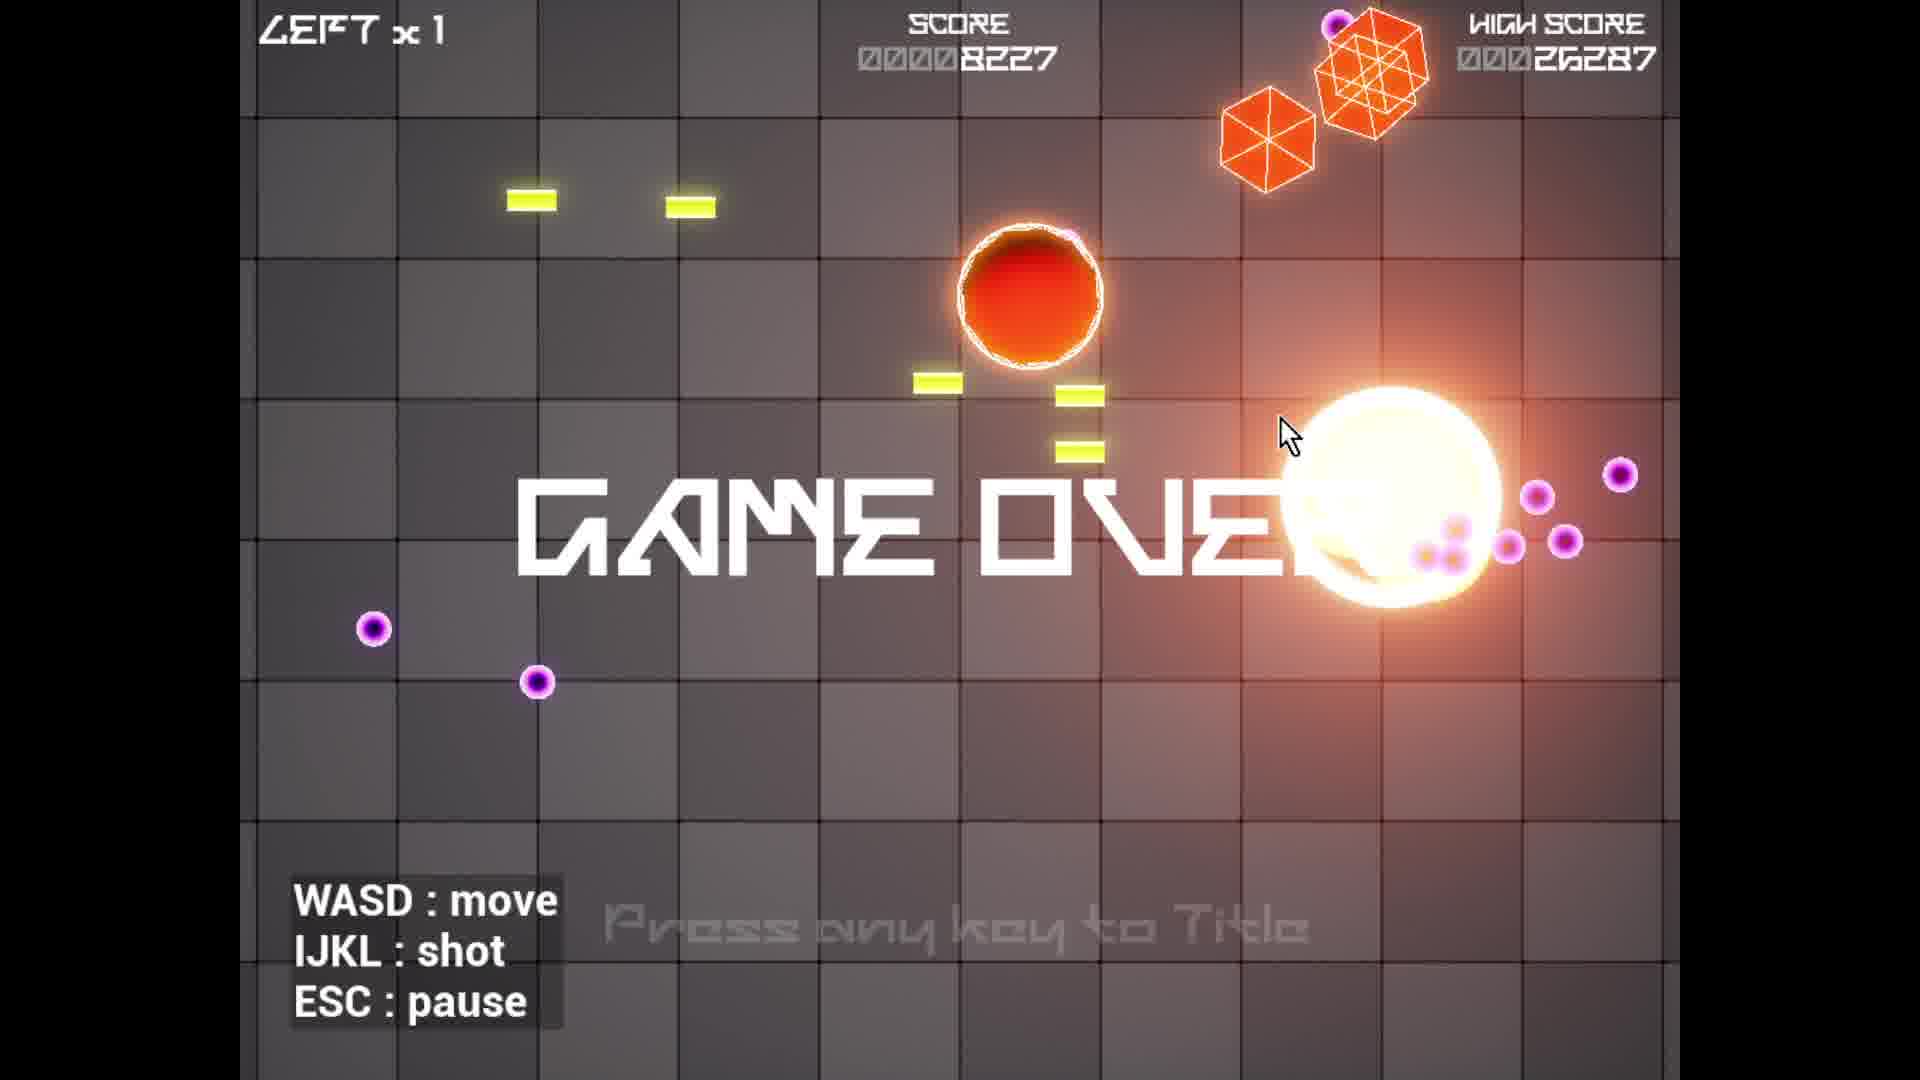 LEFT x 1
SCORE
00008227
HIGH SCORE
00026287
GAME OVER
Press any key to Title
WASD : move
IJKL : shot
ESC : pause